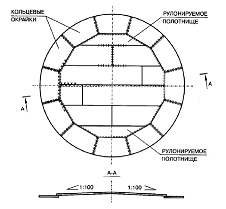 КОЛЬЦЕВЫЕ
ОКРАЙКИ
РУЛОНИРУЕМОЕ
ПОЛОТНИЩЕ
А
А
РУЛОНИРУЕМОЕ
ПОЛОТНИЩЕ
А-А
1:100
1:100